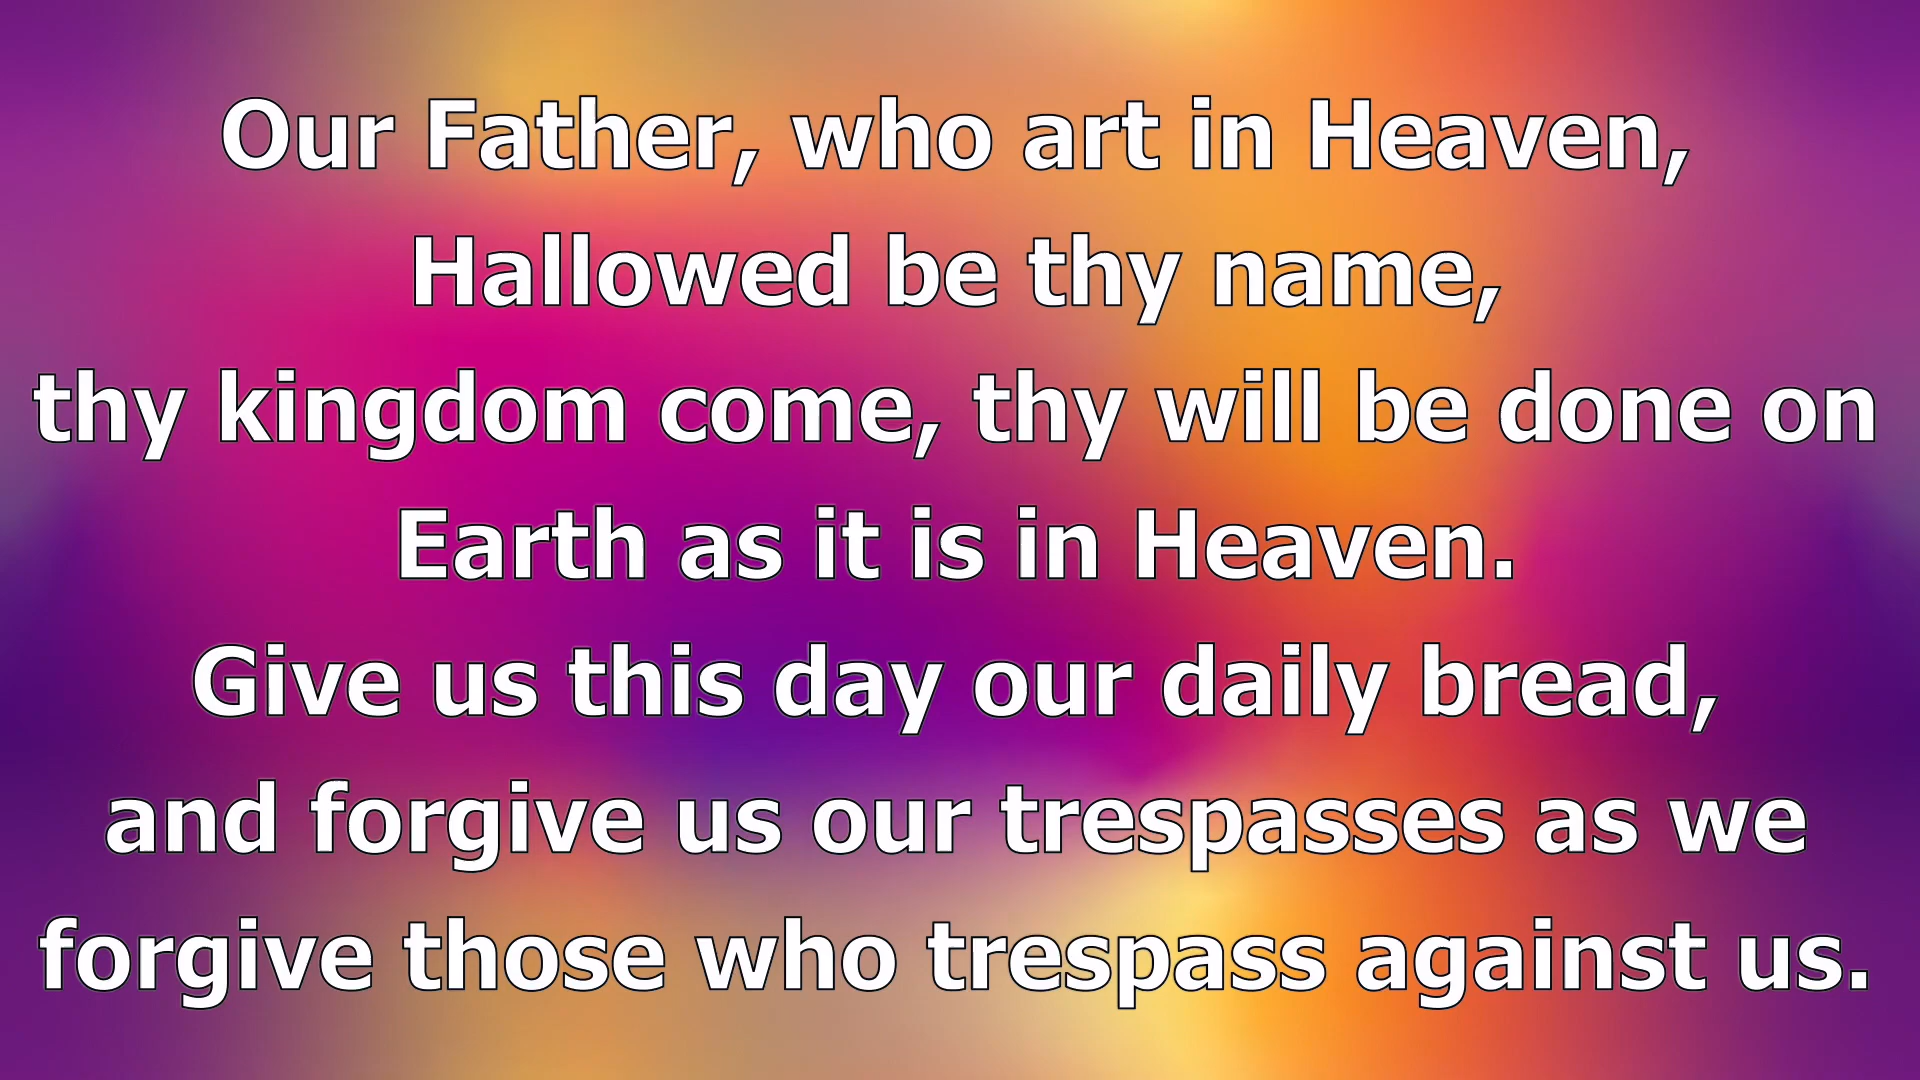 Our Father, who art in Heaven,
Hallowed be thy name,
thy kingdom come, thy will be done on
Earth as it is in Heaven.
Give us this day our daily bread,
and forgive us our trespasses as we
forgive those who trespass against us.